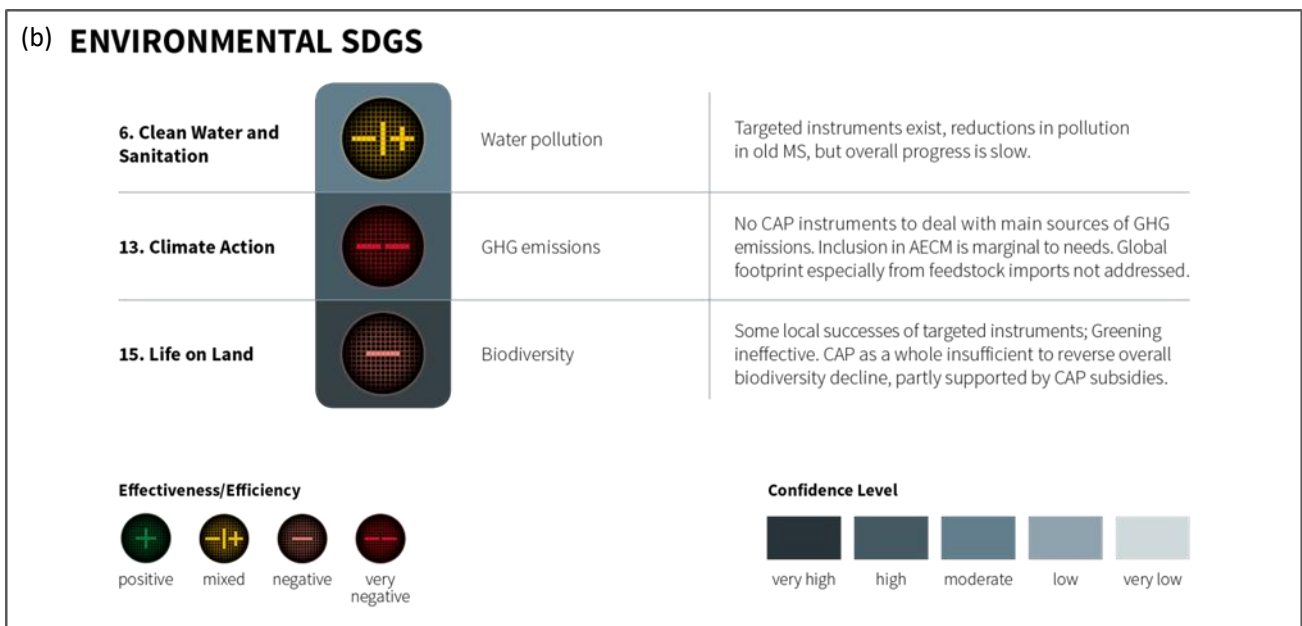 (b) ENVIRONMENTAL SDGS
6. Clean Water and
Sanitation
Water pollution
Targeted instruments exist, reductions in pollution
in old MS, but overall progress is slow.
13. Climate Action
GHG emissions
No CAP instruments to deal with main sources of GHG
emissions. Inclusion in AECM is marginal to needs. Global
footprint especially from feedstock imports not addressed.
15. Life on Land
Biodiversity
Some local successes of targeted instruments; Greening
ineffective. CAP as a whole insufficient to reverse overall
biodiversity decline, partly supported by CAP subsidies.
Effectiveness/Efficiency
positive
mixed
negative
very
negative
Confidence Level
very high
high
moderate
low
very low